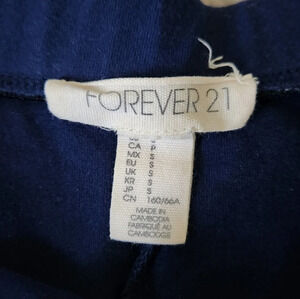 FOREVER 21
CA P
MX S
EU S
UK S
KR S
JP S
CN 160/66A
MADE IN
CAMBODIA
FABRIQUÉ AU
CAMBODGE